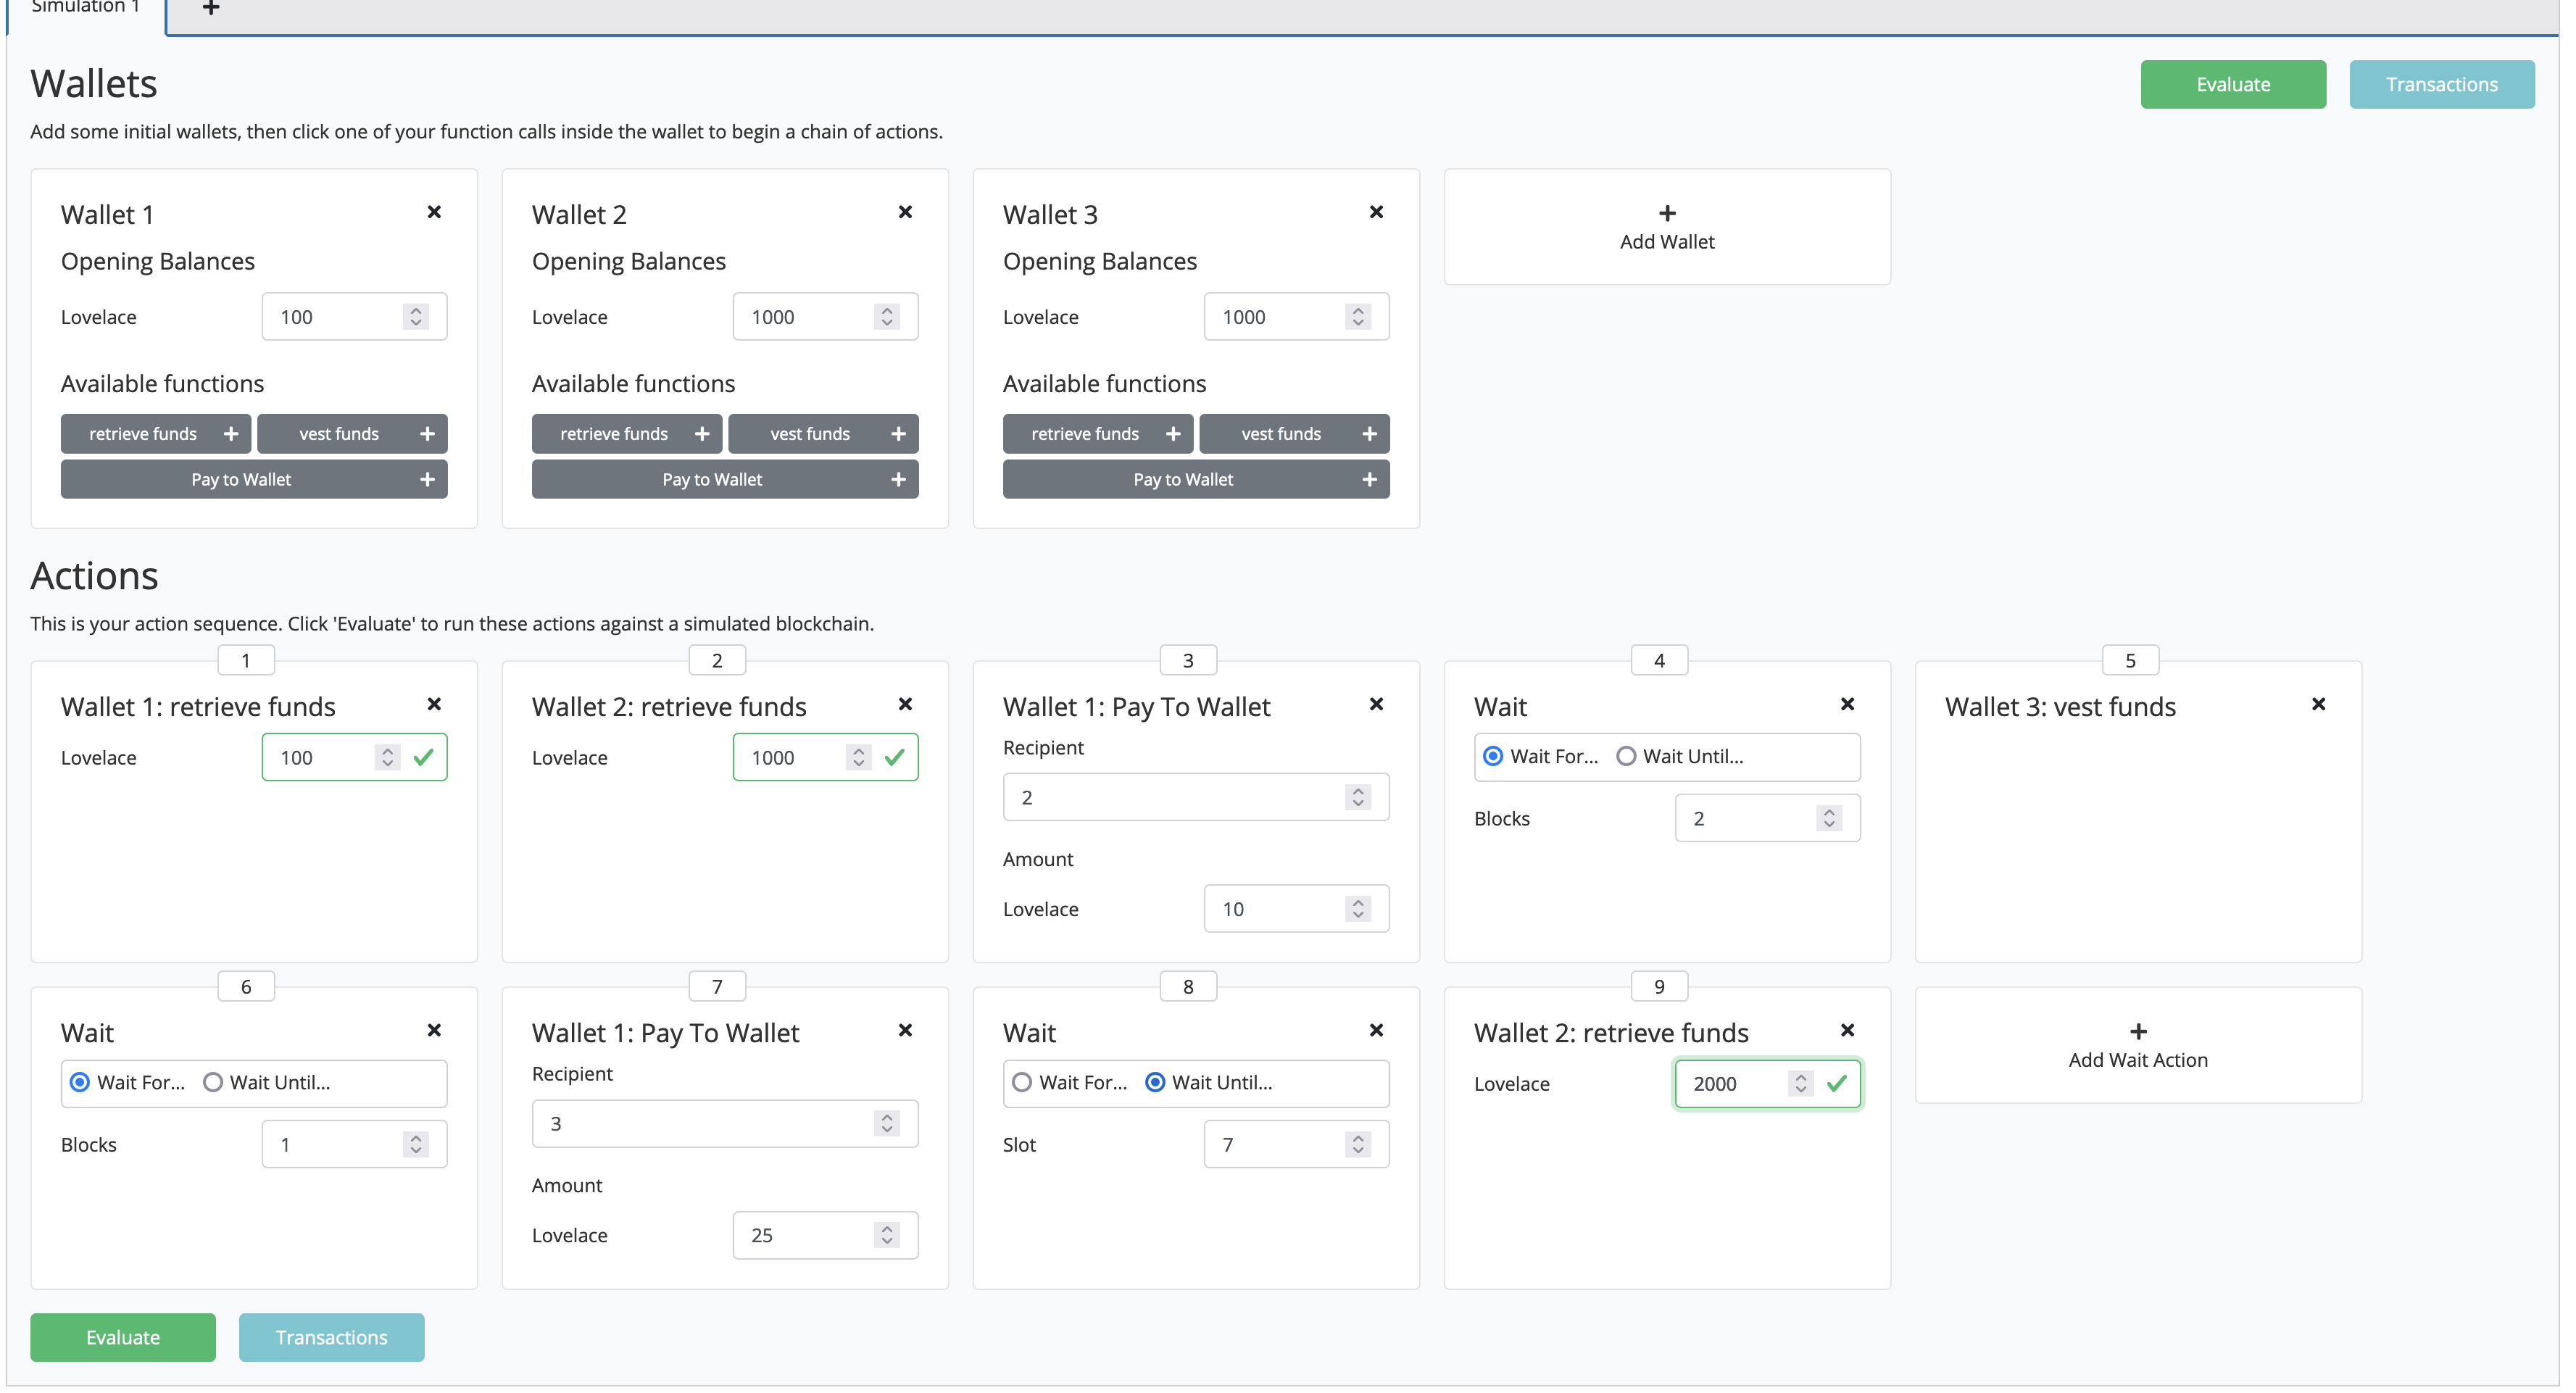 Simulation 1 +
Wallets
Evaluate
Transactions
Add some initial wallets, then click one of your function calls inside the wallet to begin a chain of actions.
Wallet 1
Opening Balances
Lovelace 100
Available functions
retrieve funds + vest funds +
Pay to Wallet +
Wallet 2
Opening Balances
Lovelace 1000
Available functions
retrieve funds + vest funds +
Pay to Wallet +
Wallet 3
Opening Balances
Lovelace 1000
Available functions
retrieve funds + vest funds +
Pay to Wallet +
+
Add Wallet
Actions
This is your action sequence. Click 'Evaluate' to run these actions against a simulated blockchain.
1
Wallet 1: retrieve funds
Lovelace 100
2
Wallet 2: retrieve funds
Lovelace 1000
3
Wallet 1: Pay To Wallet
Recipient
2
Amount
Lovelace 10
4
Wait
Wait For... Wait Until...
Blocks 2
5
Wallet 3: vest funds
6
Wait
Wait For... Wait Until...
Blocks 1
7
Wallet 1: Pay To Wallet
Recipient
3
Amount
Lovelace 25
8
Wait
Wait For... Wait Until...
Slot 7
9
Wallet 2: retrieve funds
Lovelace 2000
+
Add Wait Action
Evaluate
Transactions